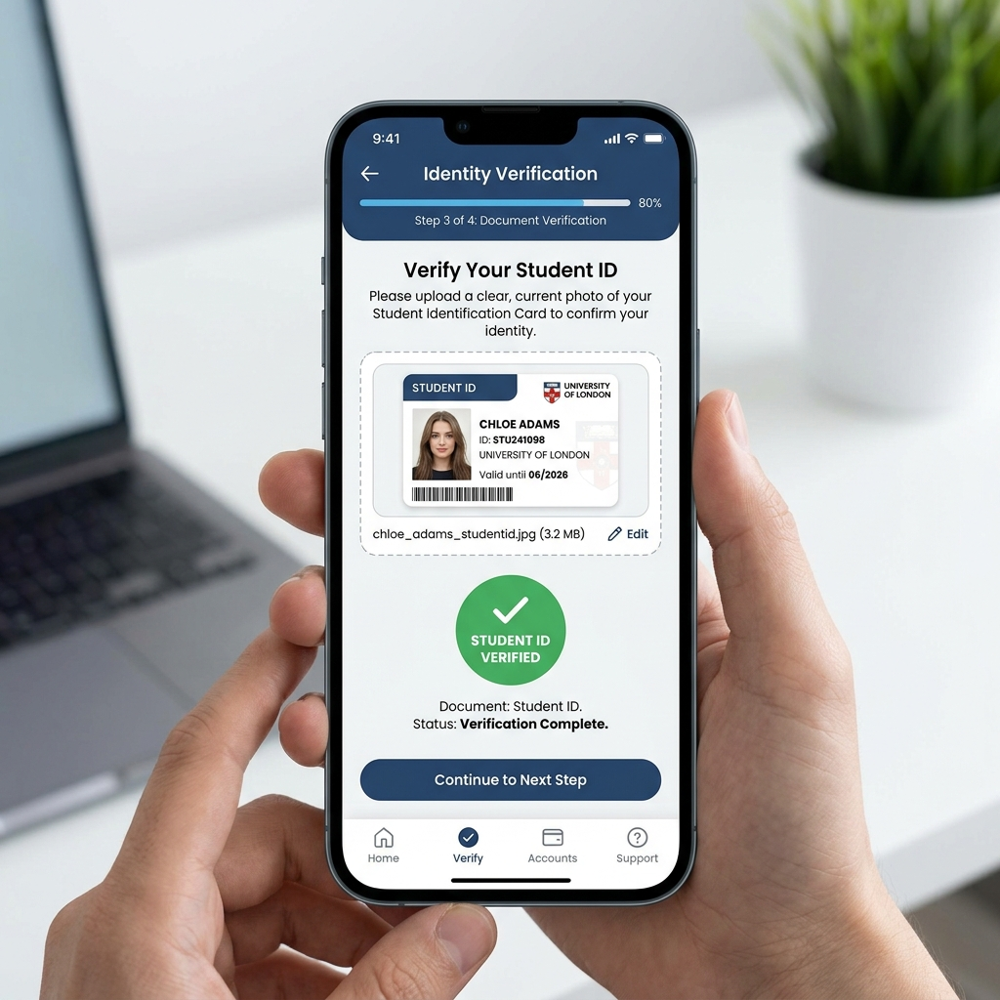 9:41
Identity Verification
80%
Step 3 of 4: Document Verification
Verify Your Student ID
Please upload a clear, current photo of your
Student Identification Card to confirm your
identity.
STUDENT ID
UNIVERSITY
OF LONDON
CHLOE ADAMS
ID: STU241098
UNIVERSITY OF LONDON
Valid until 06/2026
chloe_adams_studentid.jpg (3.2 MB)
Edit
STUDENT ID
VERIFIED
Document: Student ID.
Status: Verification Complete.
Continue to Next Step
Home
Verify
Accounts
Support